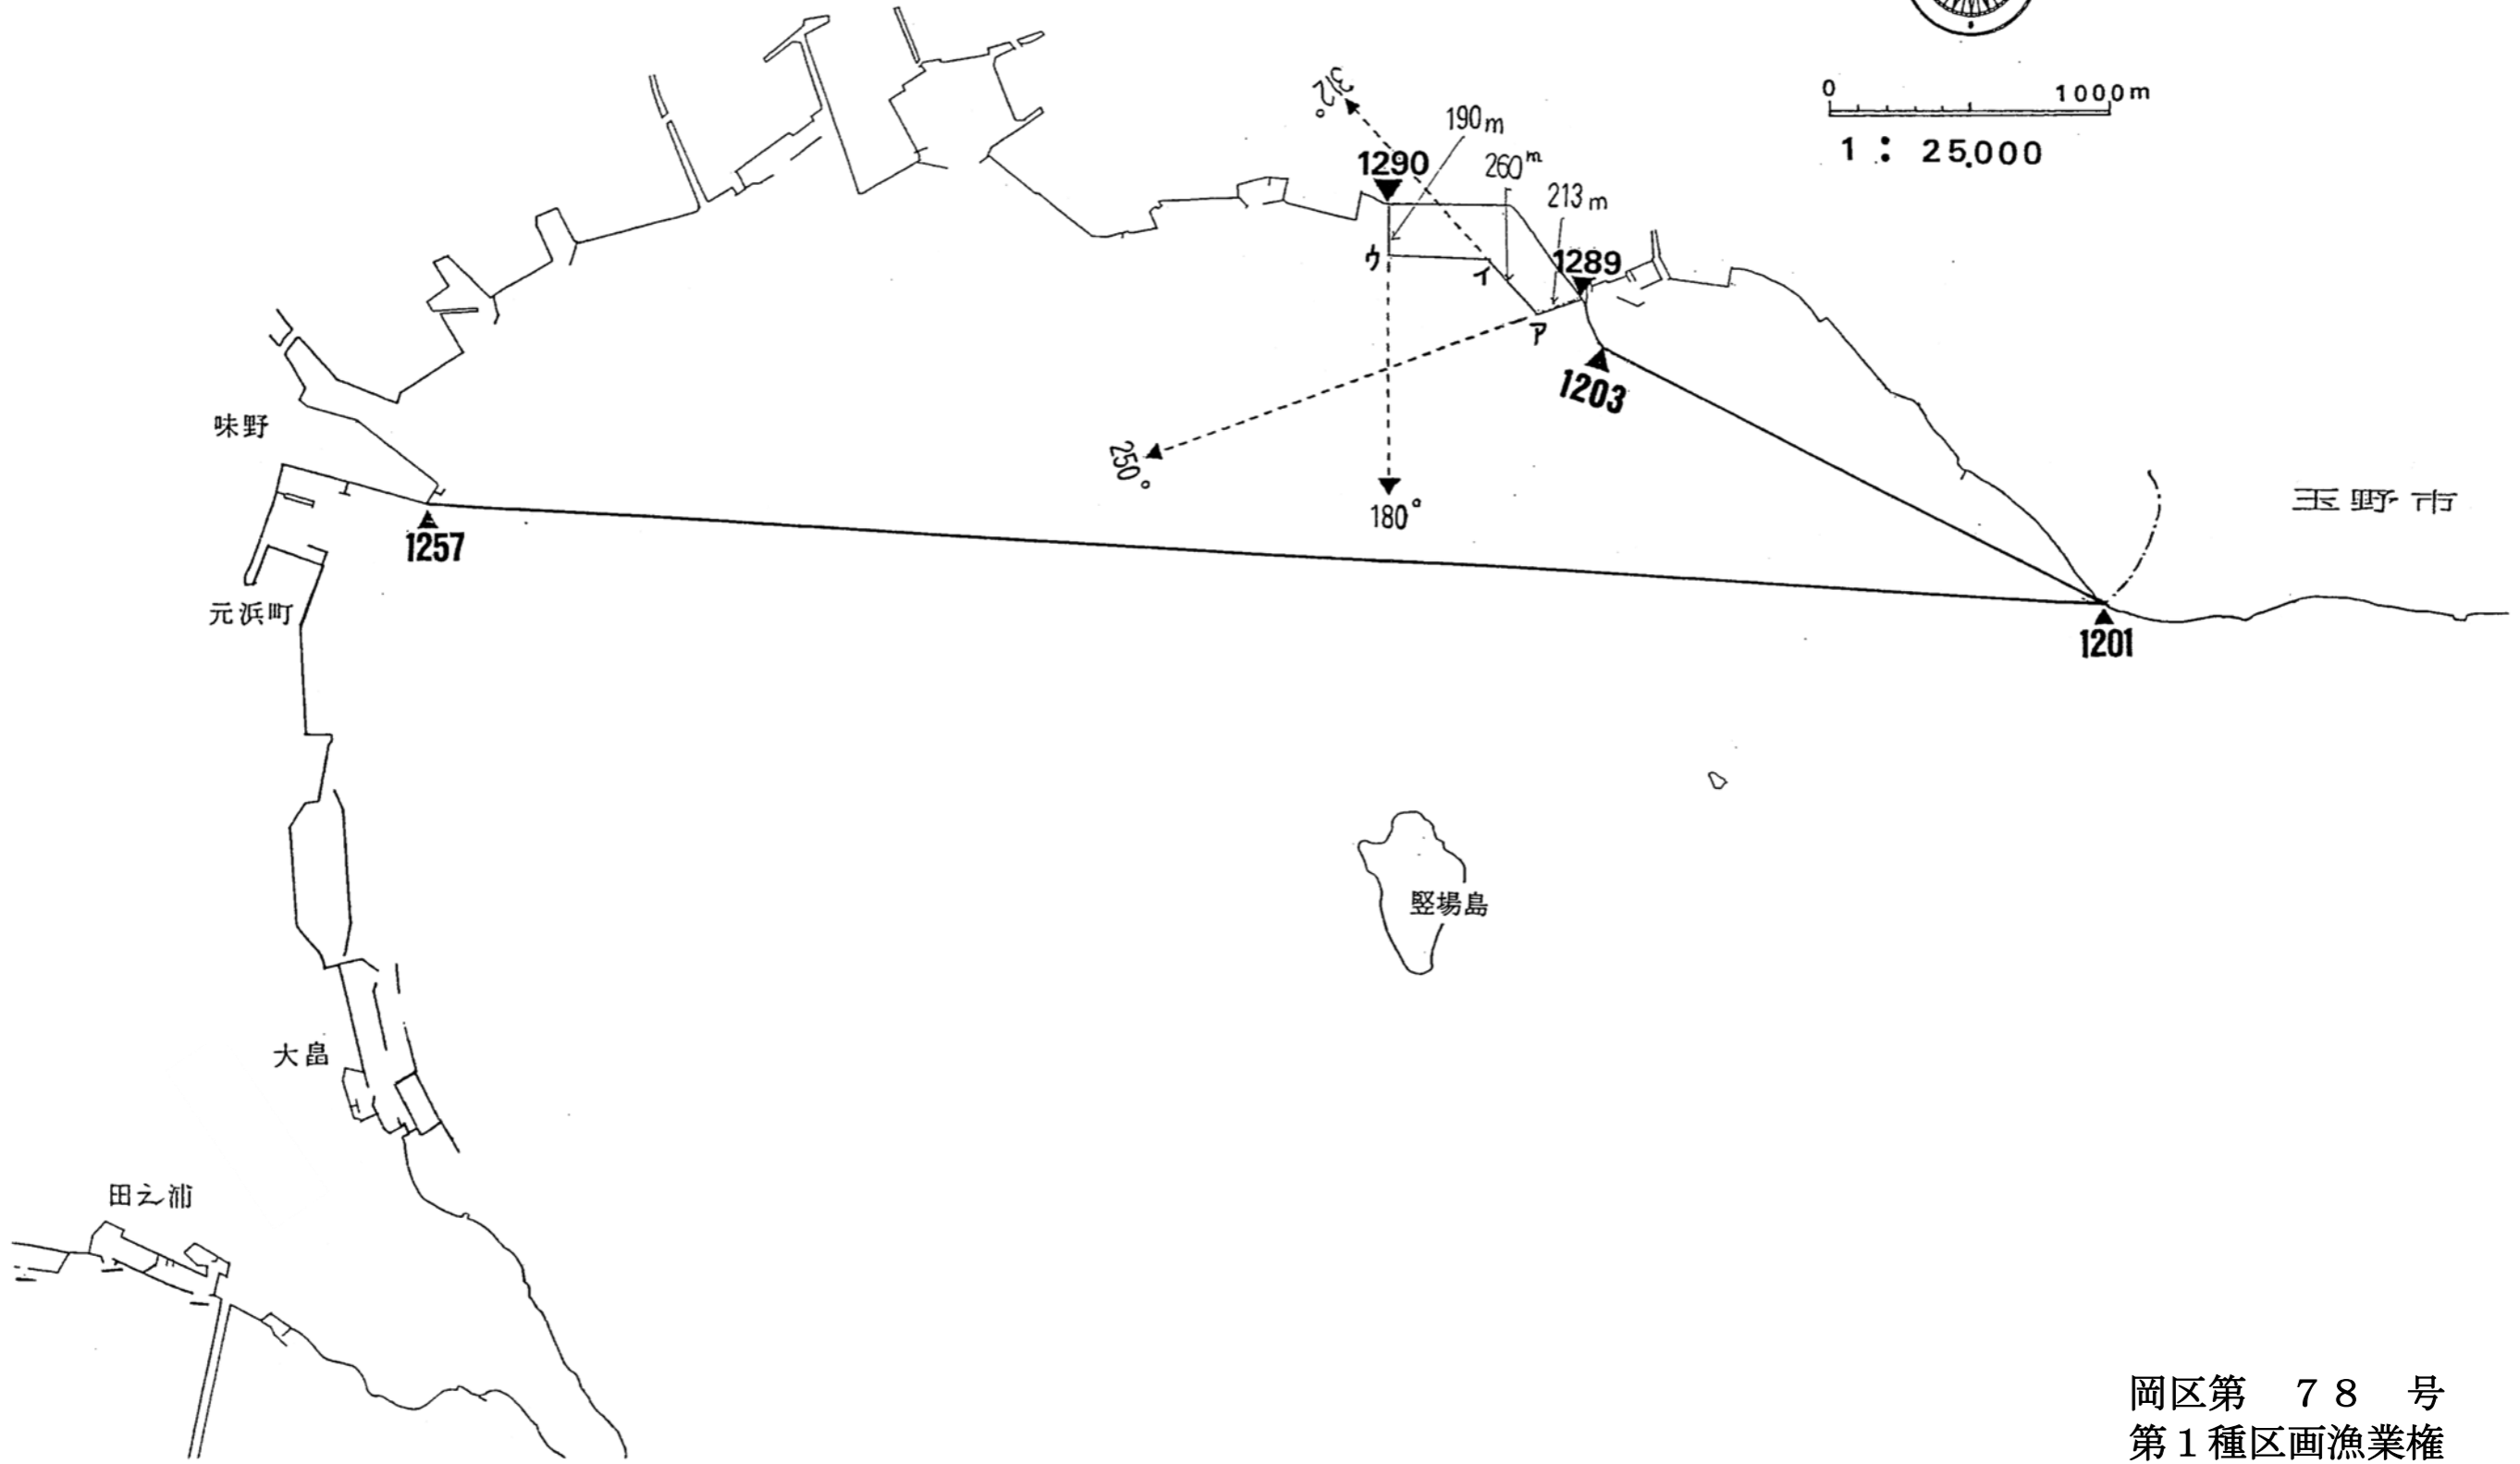 0 1000m
1 : 25.000
312°
190m
1290
260m
213m
1289
ウ
イ
ア
1203
味野
250°
180°
玉野市
1257
元浜町
1201
竪場島
大畠
田之浦
岡区第 78 号
第1種区画漁業権